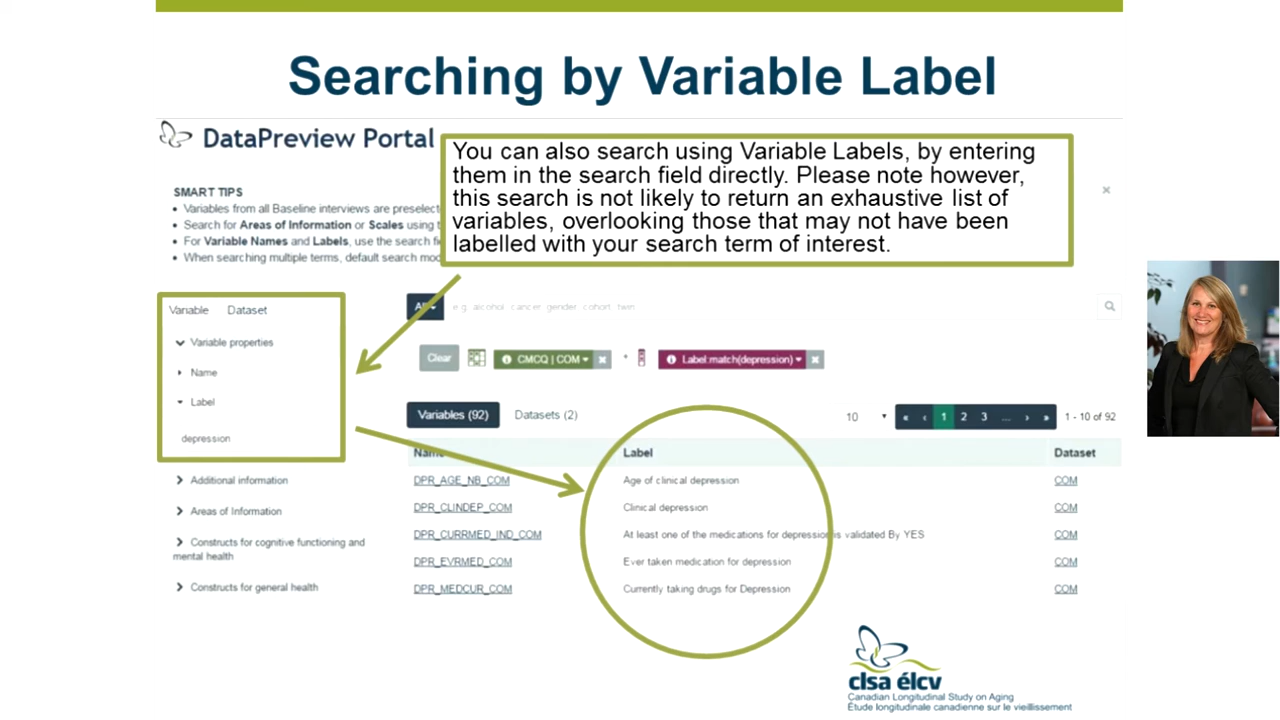 Searching by Variable Label
DataPreview Portal
You can also search using Variable Labels, by entering
them in the search field directly. Please note however,
this search is not likely to return an exhaustive list of
variables, overlooking those that may not have been
labelled with your search term of interest.
SMART TIPS
• Variables from all Baseline interviews are preselect
• Search for Areas of Information or Scales using
• For Variable Names and Labels, use the search
• When searching multiple terms, default search
Variable Dataset
Variable properties
Name
Label
depression
Additional information
Areas of Information
Constructs for cognitive functioning and
mental health
Constructs for general health
e.g. alcohol cancer gender cohort twin
Clear CMCQ | COM Label:match(depression)
Variables (92) Datasets (2) 10 « ‹ 1 2 3 ... › » 1 - 10 of 92
Name Label Dataset
DPR_AGE_NB_COM Age of clinical depression COM
DPR_CLINDEP_COM Clinical depression COM
DPR_CURRMED_IND_COM At least one of the medications for depression is validated By YES COM
DPR_EVRMED_COM Ever taken medication for depression COM
DPR_MEDCUR_COM Currently taking drugs for Depression COM
clsa élcv
Canadian Longitudinal Study on Aging
Étude longitudinale canadienne sur le vieillissement